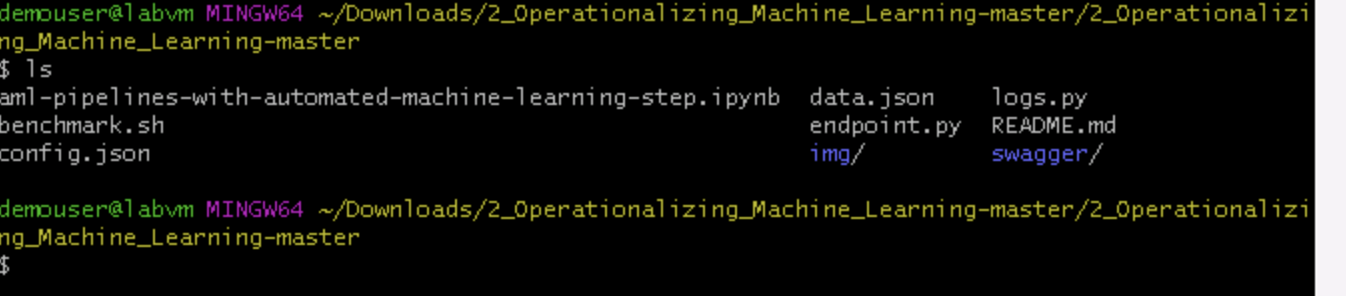 demouser@labvm MINGW64 ~/Downloads/2_Operationalizing_Machine_Learning-master/2_Operationalizi
ng_Machine_Learning-master
$ ls
aml-pipelines-with-automated-machine-learning-step.ipynb  data.json    logs.py
benchmark.sh                                              endpoint.py  README.md
config.json                                               img/         swagger/
demouser@labvm MINGW64 ~/Downloads/2_Operationalizing_Machine_Learning-master/2_Operationalizi
ng_Machine_Learning-master
$